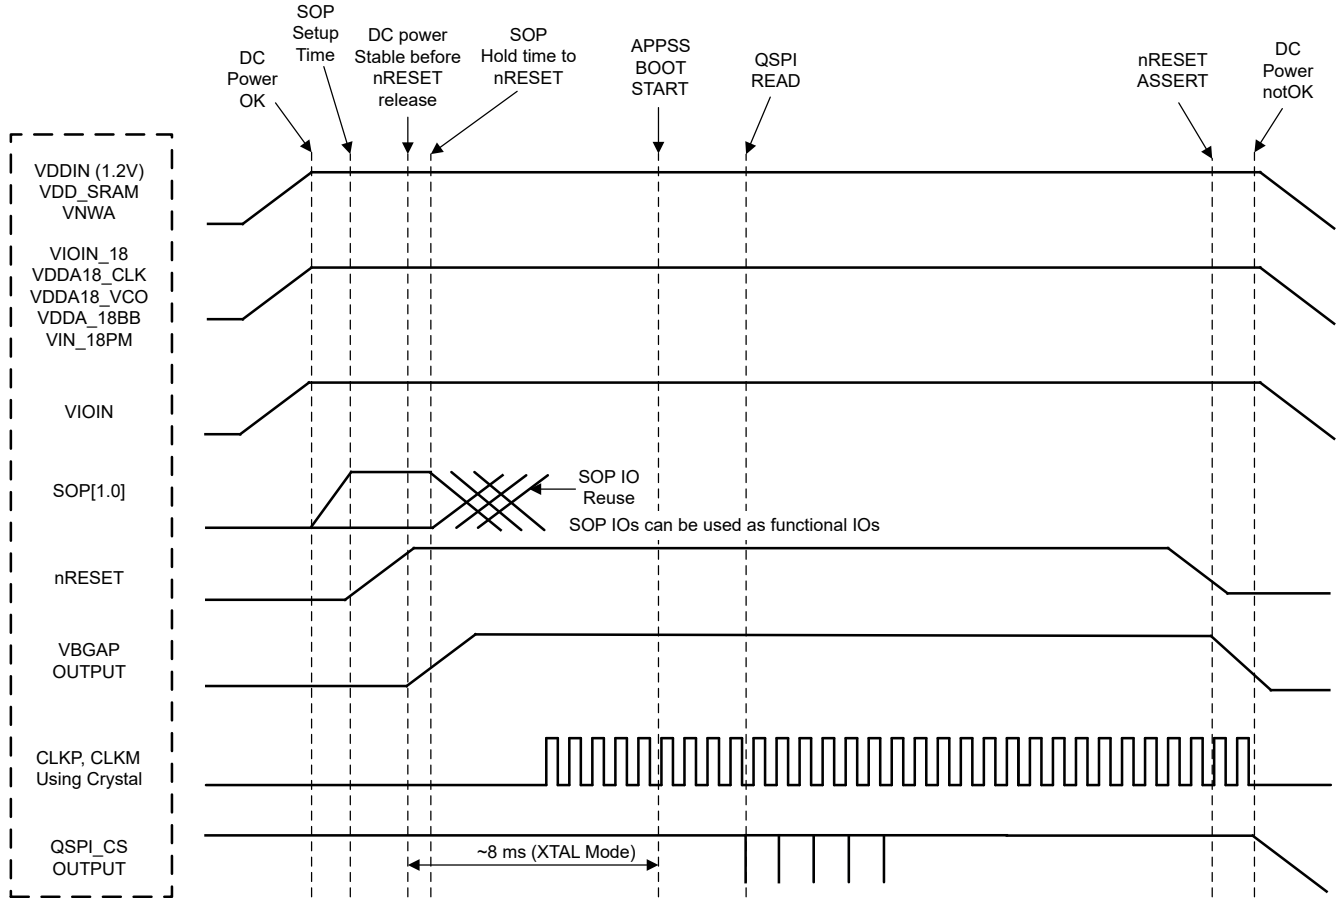 SOP
Setup
Time
DC
Power
OK
DC power
Stable before
nRESET
release
SOP
Hold time to
nRESET
APPSS
BOOT
START
QSPI
READ
nRESET
ASSERT
DC
Power
notOK
VDDIN (1.2V)
VDD_SRAM
VNWA
VIOIN_18
VDDA18_CLK
VDDA18_VCO
VDDA_18BB
VIN_18PM
VIOIN
SOP[1.0]
SOP IO
Reuse
SOP IOs can be used as functional IOs
nRESET
VBGAP
OUTPUT
CLKP, CLKM
Using Crystal
QSPI_CS
OUTPUT
~8 ms (XTAL Mode)